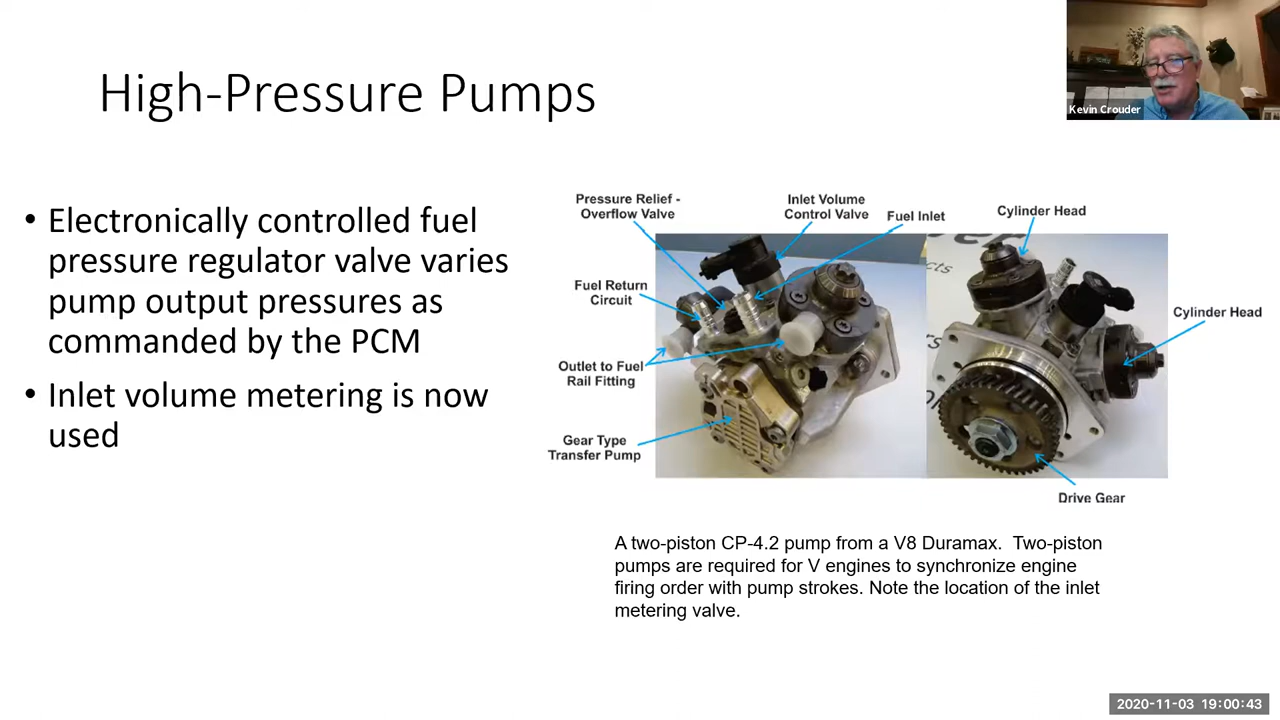 High-Pressure Pumps
Kevin Crouder
• Electronically controlled fuel
pressure regulator valve varies
pump output pressures as
commanded by the PCM
• Inlet volume metering is now
used
Pressure Relief -
Overflow Valve
Inlet Volume
Control Valve
Fuel Inlet
Cylinder Head
Fuel Return
Circuit
Cylinder Head
Outlet to Fuel
Rail Fitting
Gear Type
Transfer Pump
Drive Gear
A two-piston CP-4.2 pump from a V8 Duramax.  Two-piston
pumps are required for V engines to synchronize engine
firing order with pump strokes. Note the location of the inlet
metering valve.
2020-11-03  19:00:43